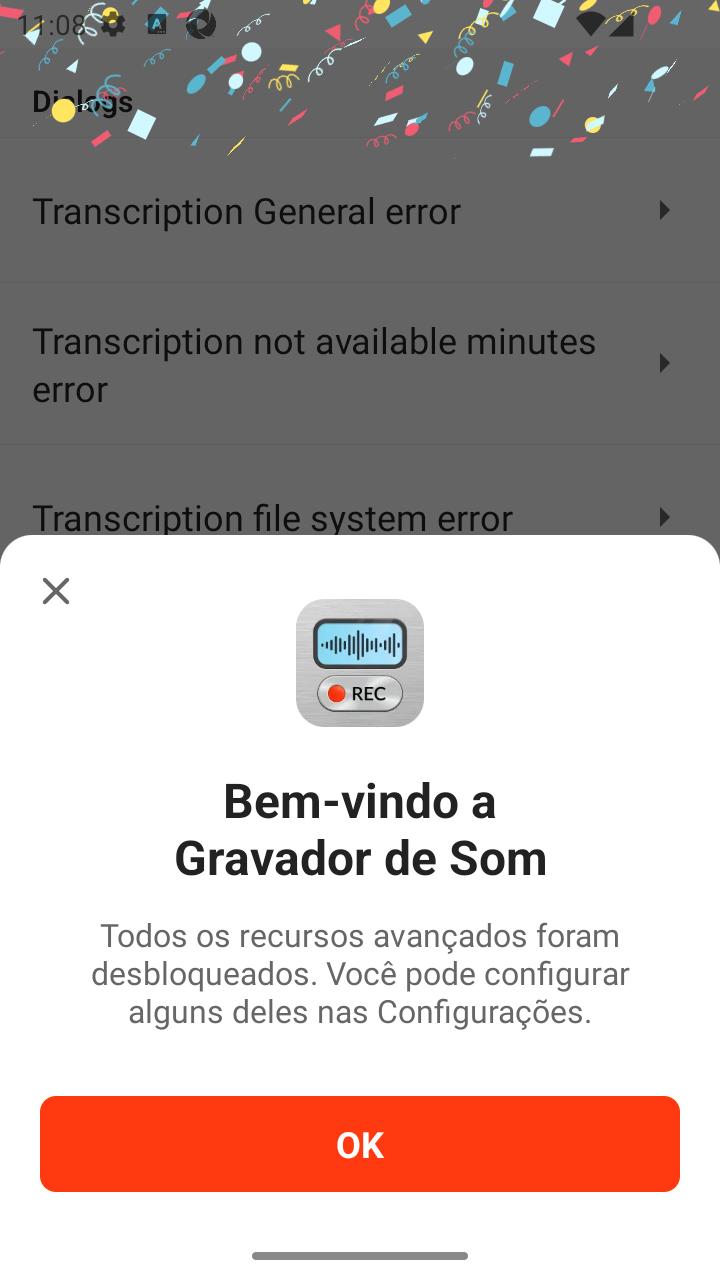 11:08
Dialogs
Transcription General error
Transcription not available minutes
error
Transcription file system error
REC
Bem-vindo a
Gravador de Som
Todos os recursos avançados foram
desbloqueados. Você pode configurar
alguns deles nas Configurações.
OK